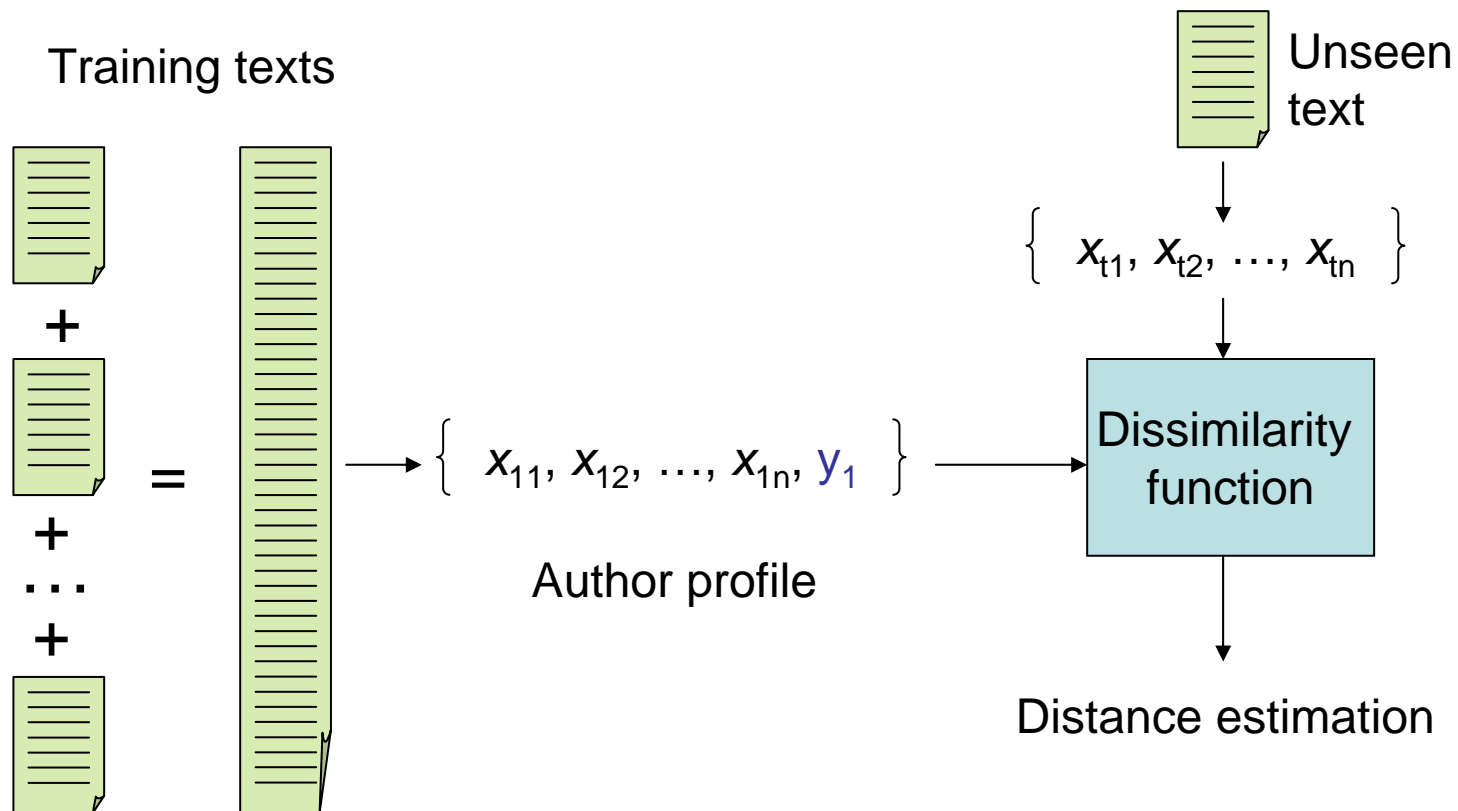 Training texts
Unseen
text
{ x_t1, x_t2, …, x_tn }
+
=
+
…
+
{ x_11, x_12, …, x_1n, y_1 }
Author profile
Dissimilarity
function
Distance estimation